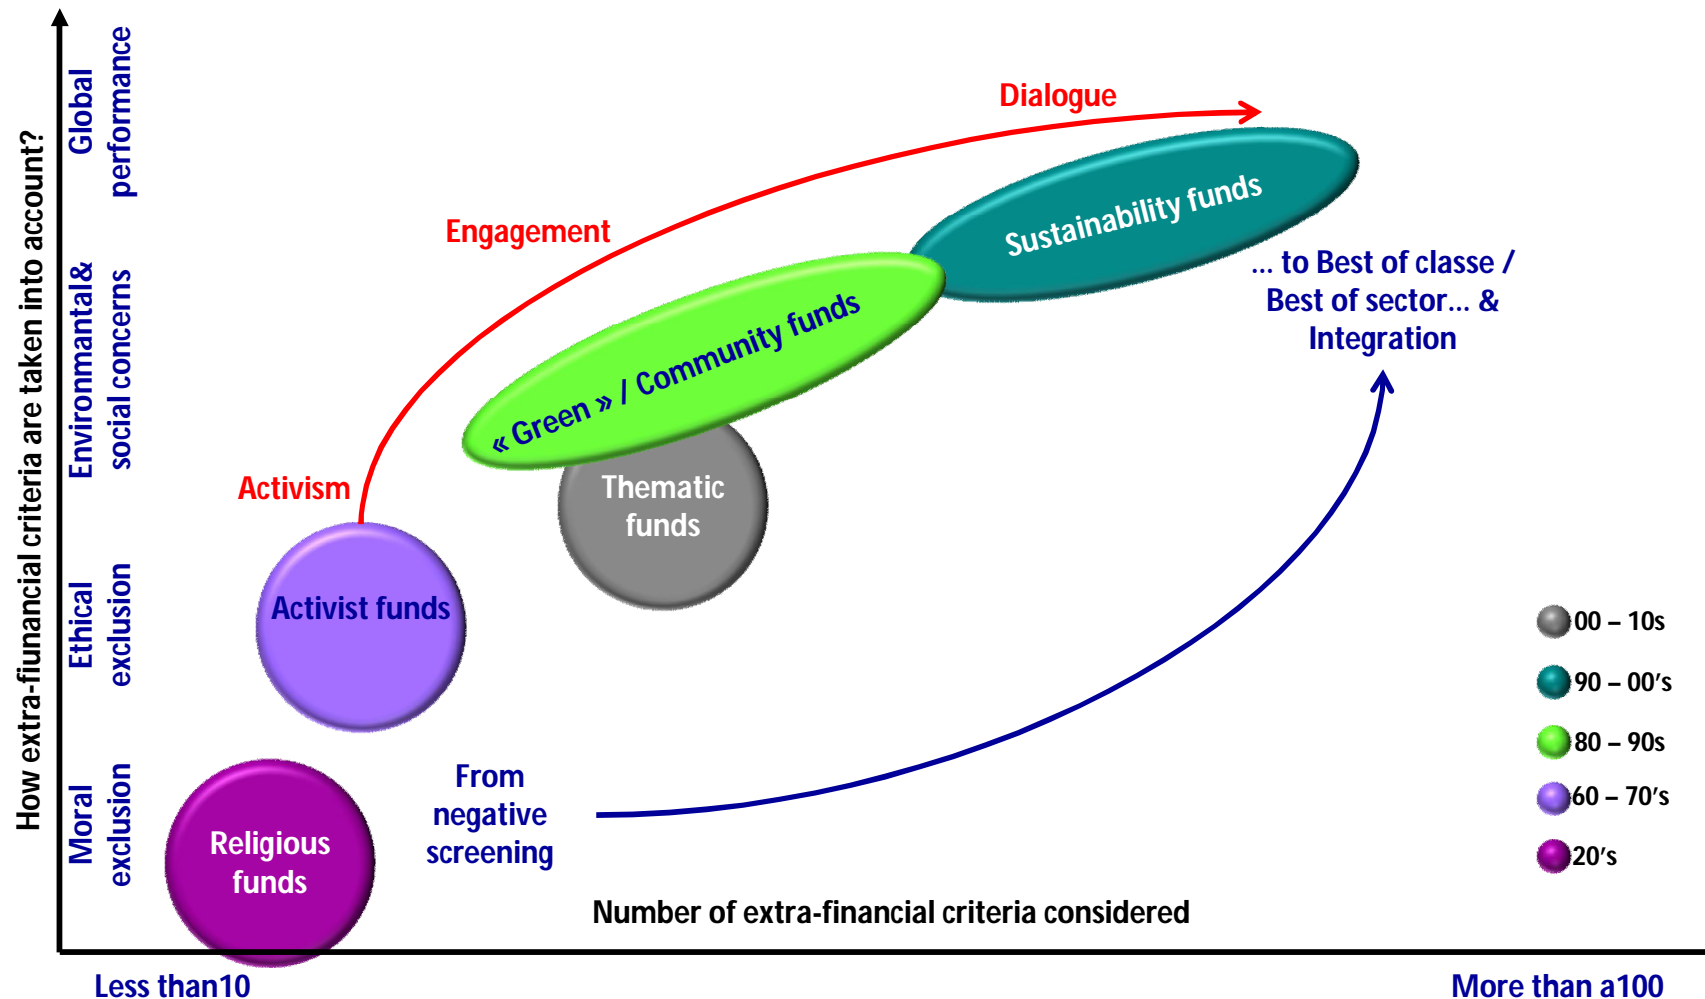 How extra-fiunancial criteria are taken into account?
Global
performance
Environmantal&
social concerns
Ethical
exclusion
Moral
exclusion
Dialogue
Engagement
Activism
Sustainability funds
« Green » / Community funds
Thematic
funds
Activist funds
Religious
funds
... to Best of classe /
Best of sector... &
Integration
From
negative
screening
00 – 10s
90 – 00's
80 – 90s
60 – 70's
20's
Number of extra-financial criteria considered
Less than10
More than a100